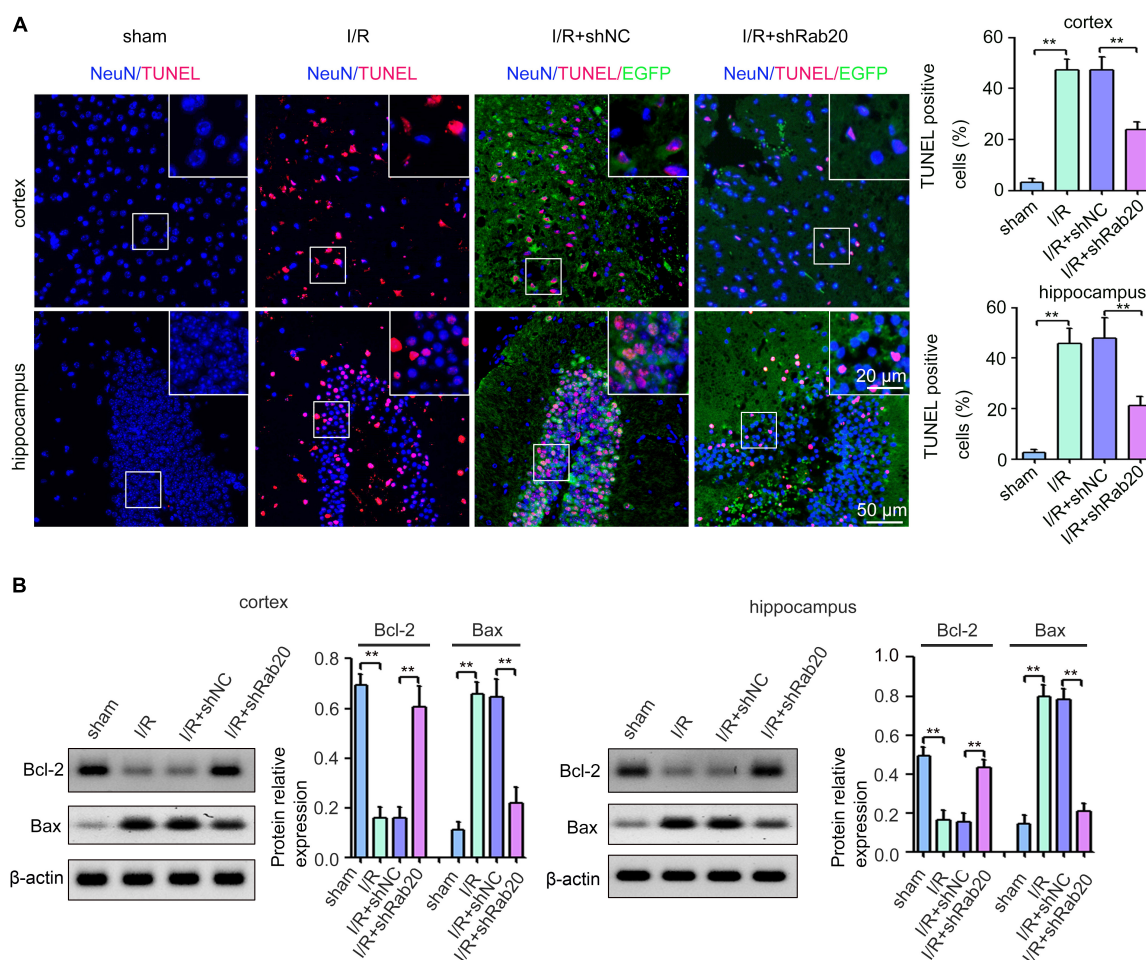 A
sham
I/R
I/R+shNC
I/R+shRab20
NeuN/TUNEL
NeuN/TUNEL
NeuN/TUNEL/EGFP
NeuN/TUNEL/EGFP
cortex
hippocampus
20 µm
50 µm
cortex
TUNEL positive
cells (%)
60
40
20
0
**
**
sham
I/R
I/R+shNC
I/R+shRab20
hippocampus
TUNEL positive
cells (%)
60
40
20
0
**
**
sham
I/R
I/R+shNC
I/R+shRab20
B
cortex
sham
I/R
I/R+shNC
I/R+shRab20
Bcl-2
Bax
β-actin
Bcl-2
Bax
Protein relative
expression
0.8
0.6
0.4
0.2
0.0
**
**
**
**
sham
I/R
I/R+shNC
I/R+shRab20
sham
I/R
I/R+shNC
I/R+shRab20
hippocampus
sham
I/R
I/R+shNC
I/R+shRab20
Bcl-2
Bax
β-actin
Bcl-2
Bax
Protein relative
expression
1.0
0.8
0.6
0.4
0.2
0.0
**
**
**
**
sham
I/R
I/R+shNC
I/R+shRab20
sham
I/R
I/R+shNC
I/R+shRab20